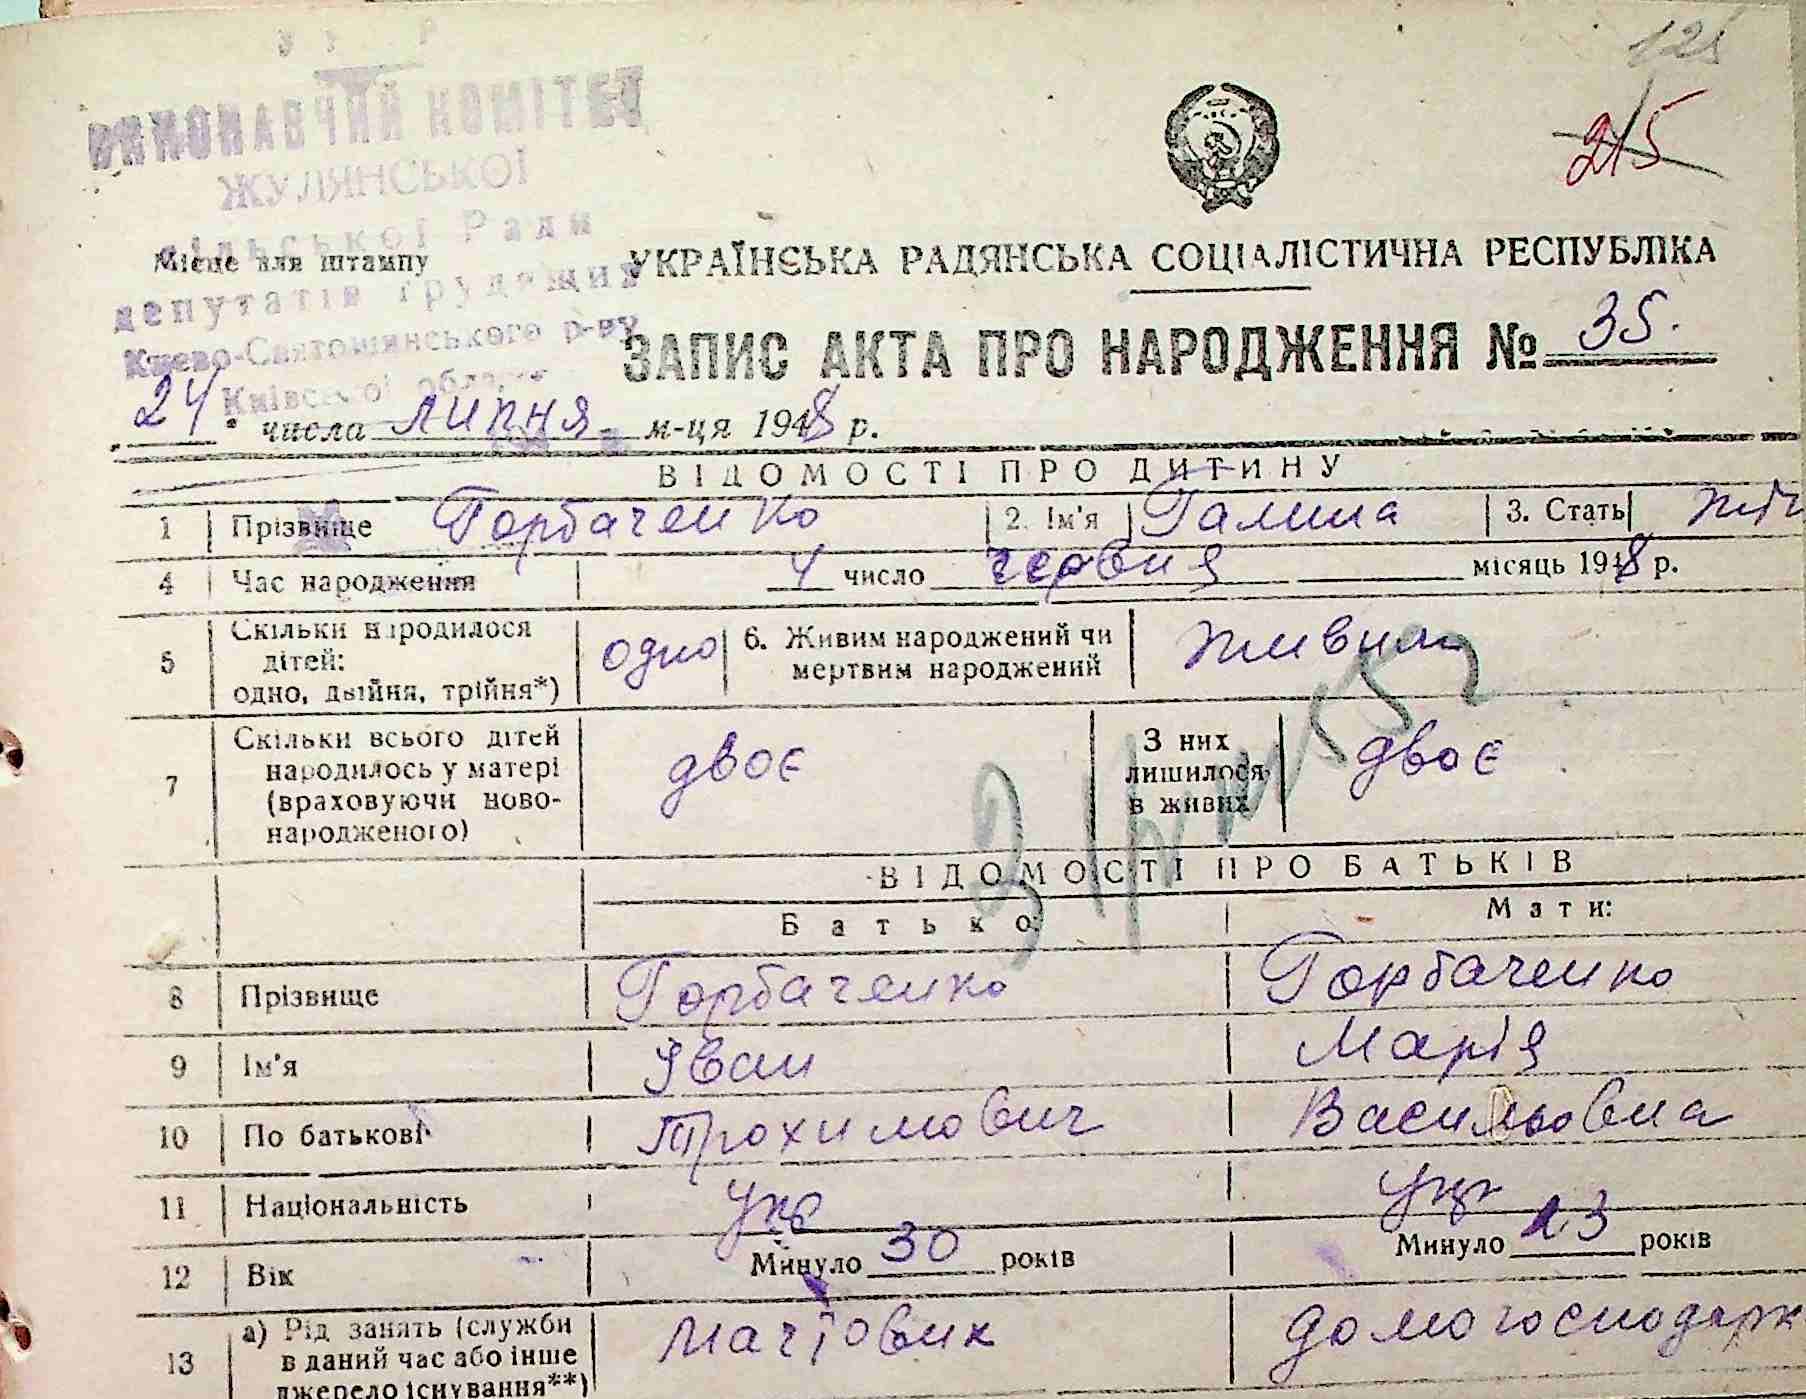 125
215
ВИКОНАВЧИЙ КОМІТЕТ
ЖУЛЯНСЬКОЇ
сільської Ради
депутатів трудящих
Києво-Святошинського р-ну
Київської обл
Місце для штампу
УКРАЇНСЬКА РАДЯНСЬКА СОЦІАЛІСТИЧНА РЕСПУБЛІКА
ЗАПИС АКТА ПРО НАРОДЖЕННЯ № 35.
„24" числа липня м-ця 1948 р.
ВІДОМОСТІ ПРО ДИТИНУ
1 Прізвище Горбаченко 2. Ім'я Галина 3. Стать жін
4 Час народження 4 число червня місяць 1948 р.
5 Скільки народилося дітей: одно, двійня, трійня*) одно 6. Живим народжений чи мертвим народжений живим
7 Скільки всього дітей народилось у матері (враховуючи новонародженого) двоє З них лишилося в живих двоє
ВІДОМОСТІ ПРО БАТЬКІВ
Батько: Мати:
8 Прізвище Горбаченко Горбаченко
9 Ім'я Іван Марія
10 По батькові Трохимович Васильовна
11 Національність Укр Укр
12 Вік Минуло 30 років Минуло 23 років
13 а) Рід занять (служби в даний час або інше джерело існування**) домогосподарк